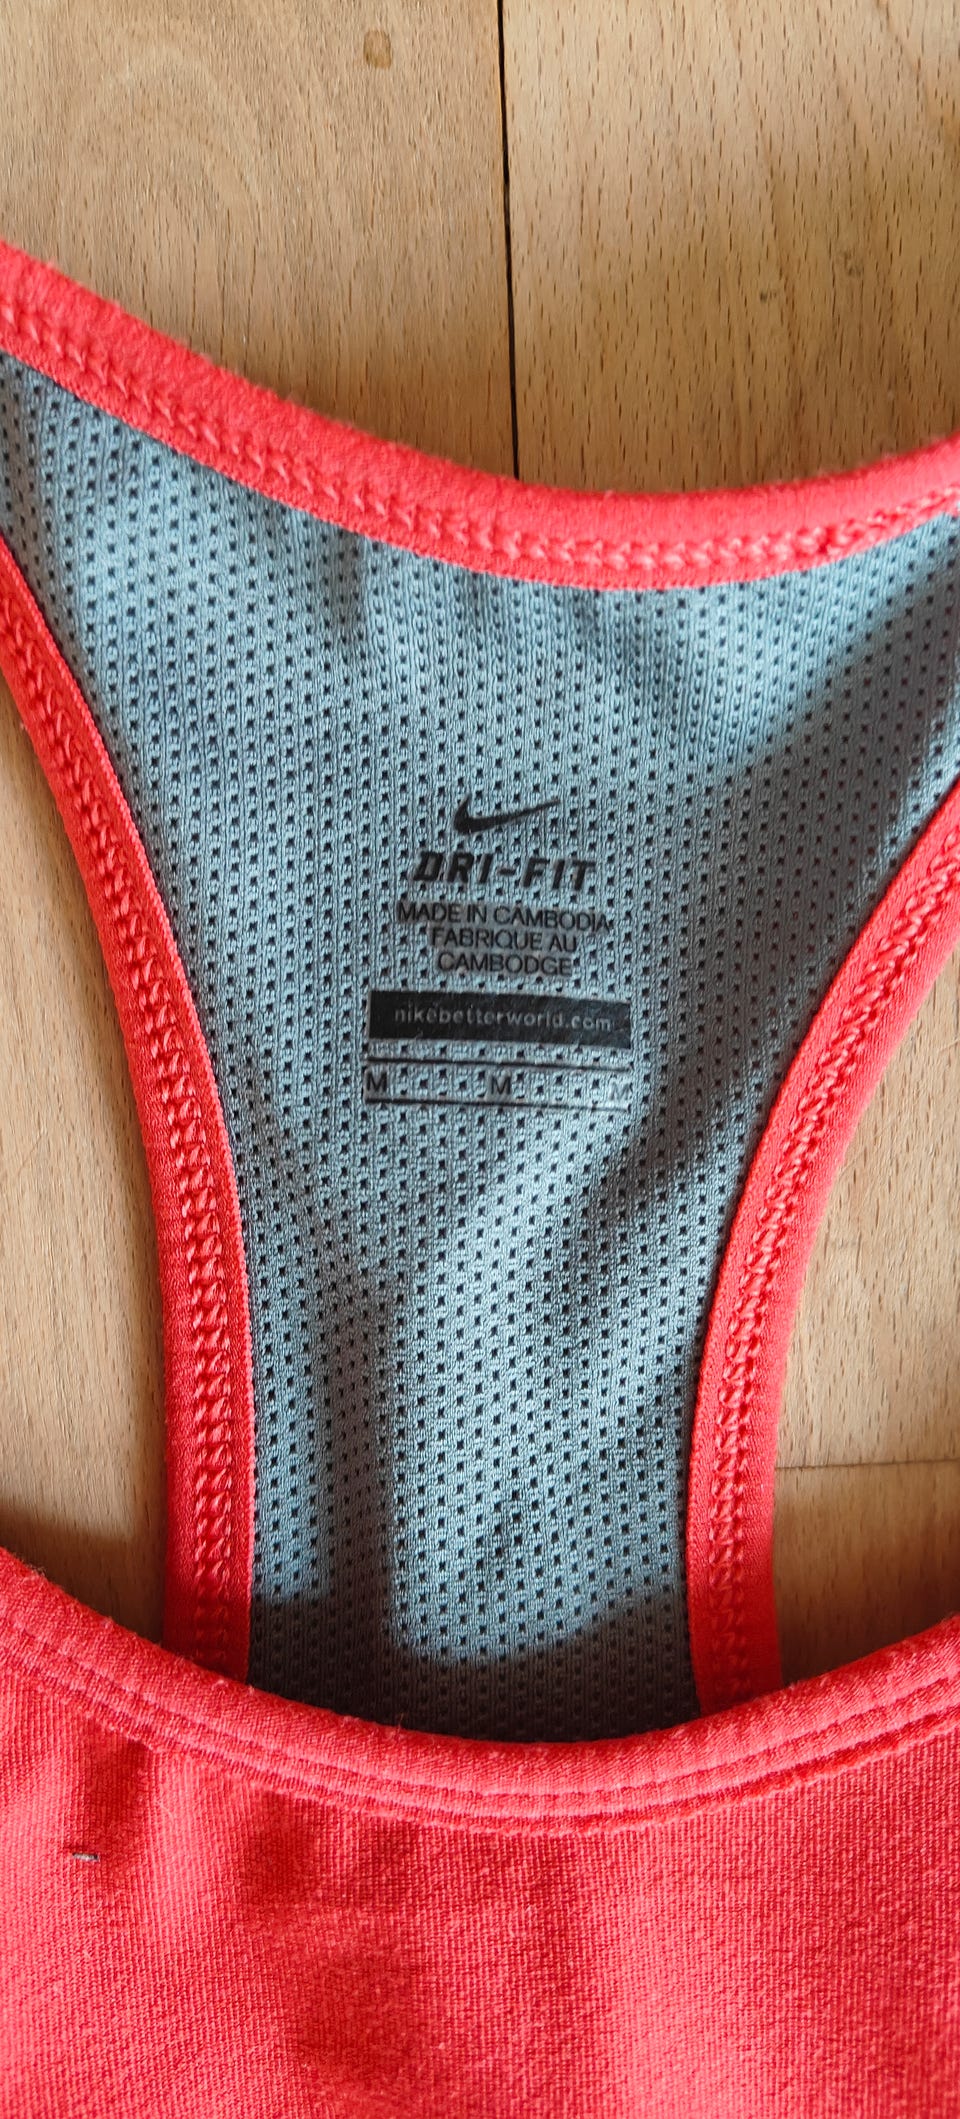 DRI-FIT
MADE IN CAMBODIA
FABRIQUE AU
CAMBODGE
nikebetterworld.com
M M M